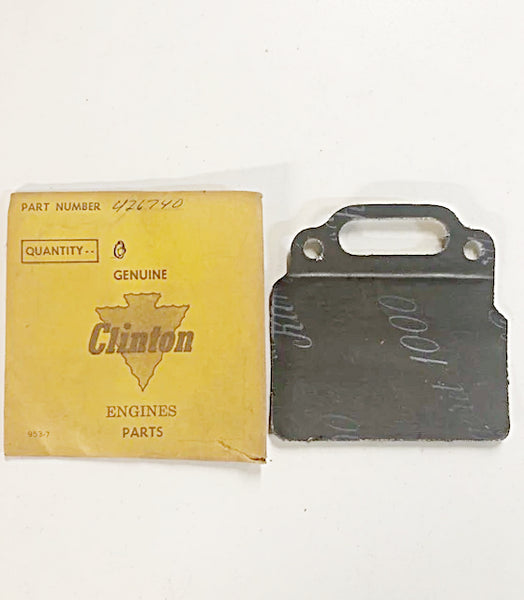 PART NUMBER 426740
QUANTITY--
GENUINE
Clinton
ENGINES
PARTS
953-7
1000